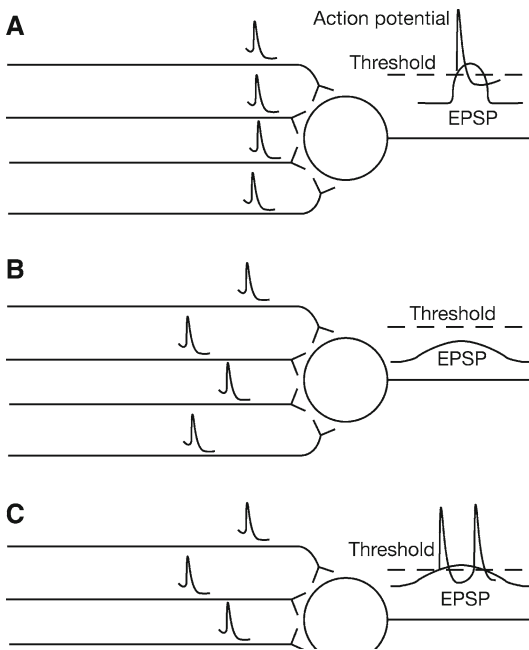 A
Action potential
Threshold
EPSP
B
Threshold
EPSP
C
Threshold
EPSP